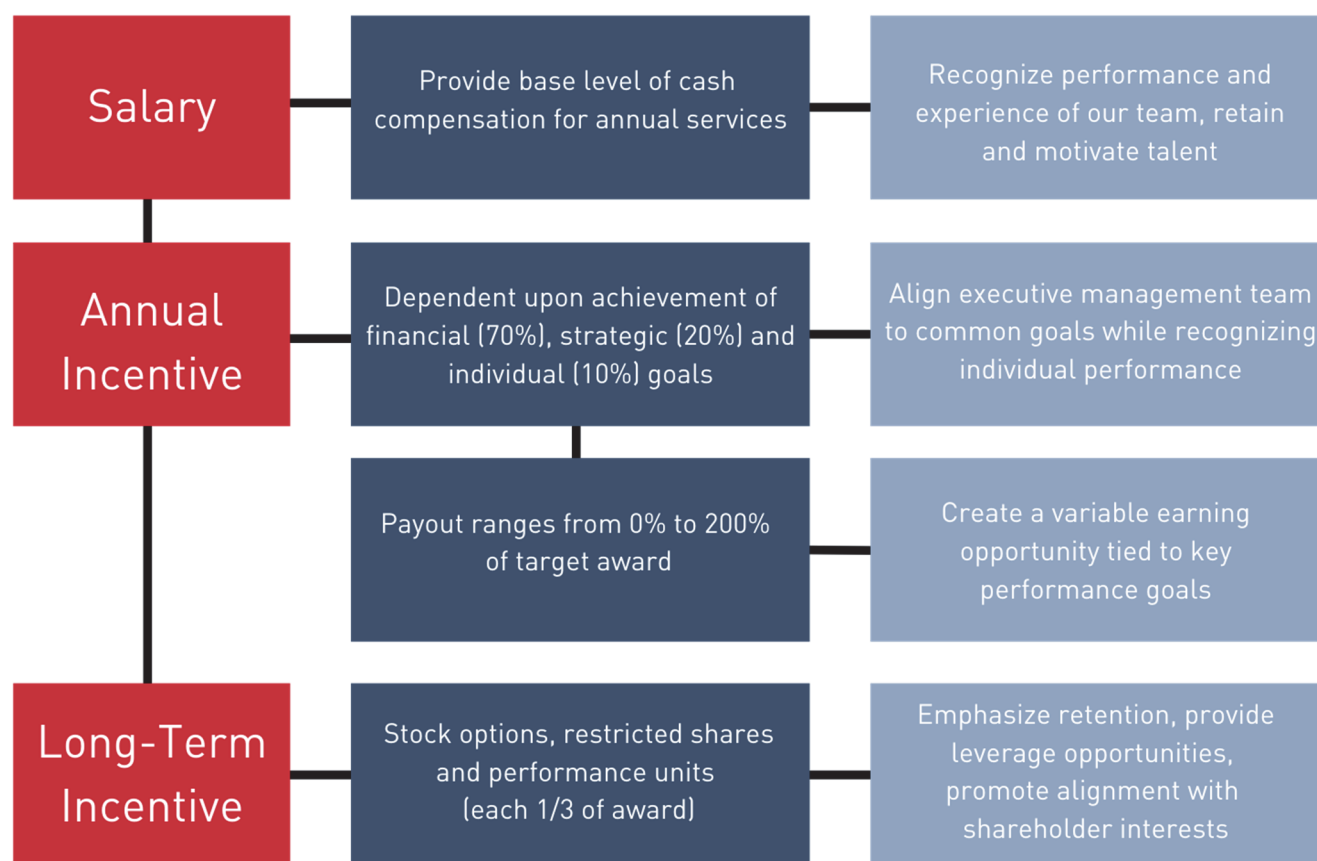 Salary
Provide base level of cash
compensation for annual services
Recognize performance and
experience of our team, retain
and motivate talent
Annual
Incentive
Dependent upon achievement of
financial (70%), strategic (20%) and
individual (10%) goals
Align executive management team
to common goals while recognizing
individual performance
Payout ranges from 0% to 200%
of target award
Create a variable earning
opportunity tied to key
performance goals
Long-Term
Incentive
Stock options, restricted shares
and performance units
(each 1/3 of award)
Emphasize retention, provide
leverage opportunities,
promote alignment with
shareholder interests